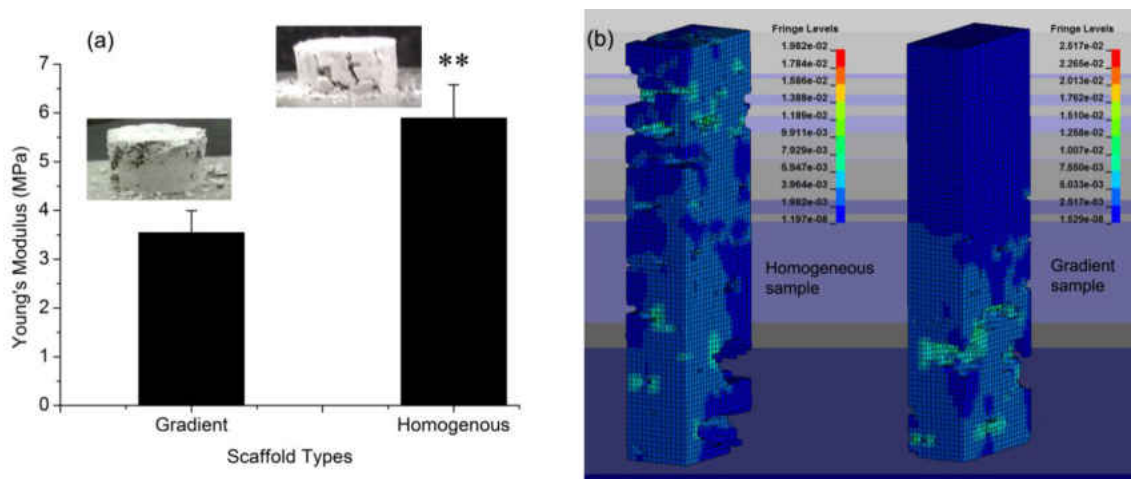 (a)
**
7
6
5
4
3
2
1
0
Young's Modulus (MPa)
Gradient
Homogenous
Scaffold Types
(b)
Fringe Levels
1.982e-02
1.784e-02
1.586e-02
1.388e-02
1.189e-02
9.911e-03
7.929e-03
5.947e-03
3.964e-03
1.982e-03
1.197e-08
Homogeneous
sample
Fringe Levels
2.517e-02
2.265e-02
2.013e-02
1.762e-02
1.510e-02
1.258e-02
1.007e-02
7.550e-03
5.033e-03
2.517e-03
1.529e-08
Gradient
sample